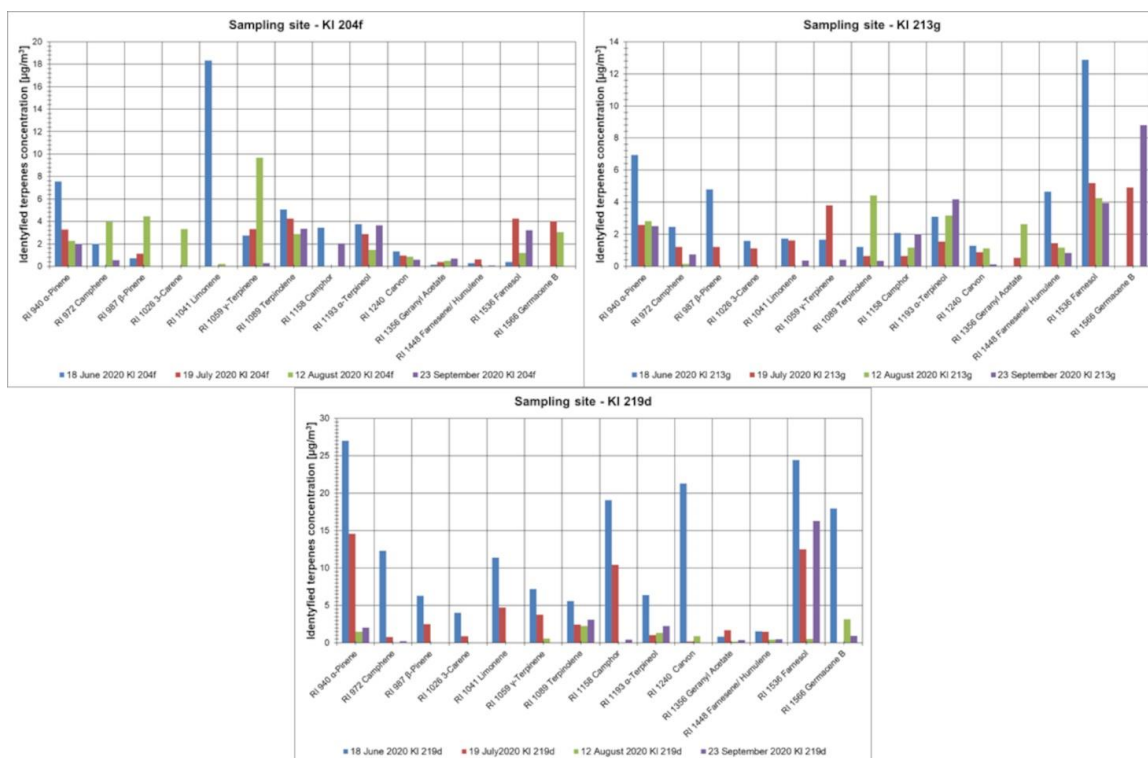 Sampling site - KI 204f
Identyfied terpenes concentration [µg/m³]
20
18
16
14
12
10
8
6
4
2
0
RI 940 α-Pinene
RI 972 Camphene
RI 987 β-Pinene
RI 1026 3-Carene
RI 1041 Limonene
RI 1059 γ-Terpinene
RI 1089 Terpinolene
RI 1158 Camphor
RI 1193 α-Terpineol
RI 1240 Carvon
RI 1356 Geranyl Acetate
RI 1448 Farnesene/ Humulene
RI 1536 Farnesol
RI 1566 Germacene B
18 June 2020 KI 204f
19 July 2020 KI 204f
12 August 2020 KI 204f
23 September 2020 KI 204f
Sampling site - KI 213g
Identyfied terpenes concentration [µg/m³]
14
12
10
8
6
4
2
0
RI 940 α-Pinene
RI 972 Camphene
RI 987 β-Pinene
RI 1026 3-Carene
RI 1041 Limonene
RI 1059 γ-Terpinene
RI 1089 Terpinolene
RI 1158 Camphor
RI 1193 α-Terpineol
RI 1240 Carvon
RI 1356 Geranyl Acetate
RI 1448 Farnesene/ Humulene
RI 1536 Farnesol
RI 1566 Germacene B
18 June 2020 KI 213g
19 July 2020 KI 213g
12 August 2020 KI 213g
23 September 2020 KI 213g
Sampling site - KI 219d
Identyfied terpenes concentration [µg/m³]
30
25
20
15
10
5
0
RI 940 α-Pinene
RI 972 Camphene
RI 987 β-Pinene
RI 1026 3-Carene
RI 1041 Limonene
RI 1059 γ-Terpinene
RI 1089 Terpinolene
RI 1158 Camphor
RI 1193 α-Terpineol
RI 1240 Carvon
RI 1356 Geranyl Acetate
RI 1448 Farnesene/ Humulene
RI 1536 Farnesol
RI 1566 Germacene B
18 June 2020 KI 219d
19 July2020 KI 219d
12 August 2020 KI 219d
23 September 2020 KI 219d